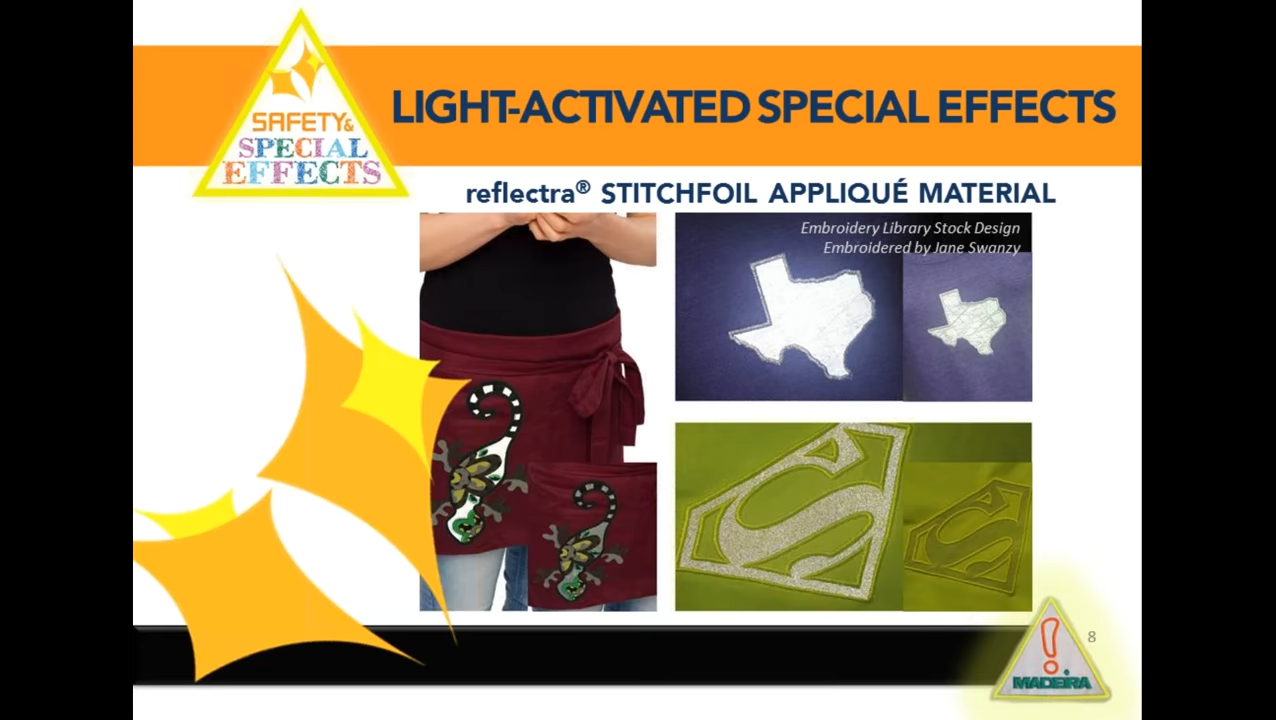 SAFETY&
SPECIAL
EFFECTS
LIGHT-ACTIVATED SPECIAL EFFECTS
reflectra® STITCHFOIL APPLIQUÉ MATERIAL
Embroidery Library Stock Design
Embroidered by Jane Swanzy
8
MADEIRA